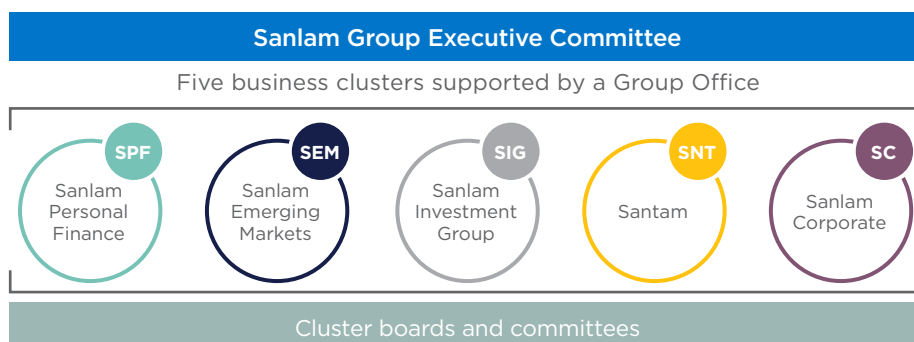 Sanlam Group Executive Committee
Five business clusters supported by a Group Office
SPF
Sanlam
Personal
Finance
SEM
Sanlam
Emerging
Markets
SIG
Sanlam
Investment
Group
SNT
Santam
SC
Sanlam
Corporate
Cluster boards and committees